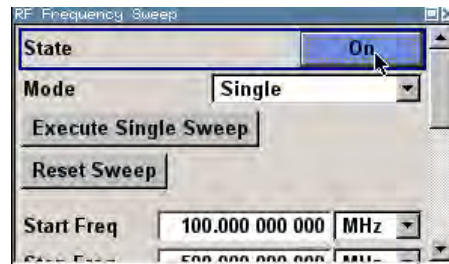 RF Frequency Sweep
State On
Mode Single
Execute Single Sweep
Reset Sweep
Start Freq 100.000 000 000 MHz